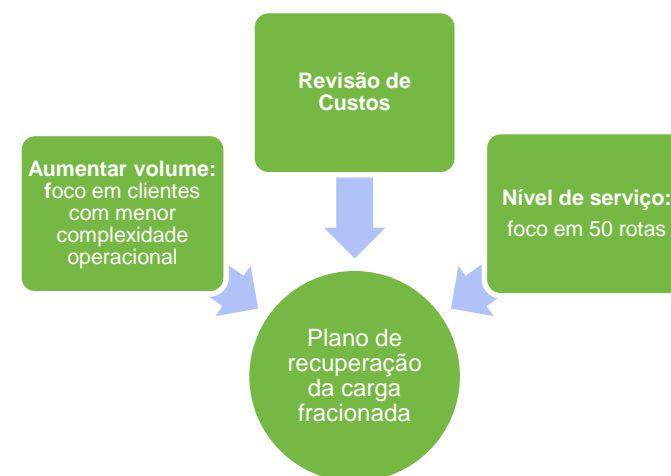 Revisão de
Custos
Aumentar volume:
foco em clientes
com menor
complexidade
operacional
Nível de serviço:
foco em 50 rotas
Plano de
recuperação
da carga
fracionada